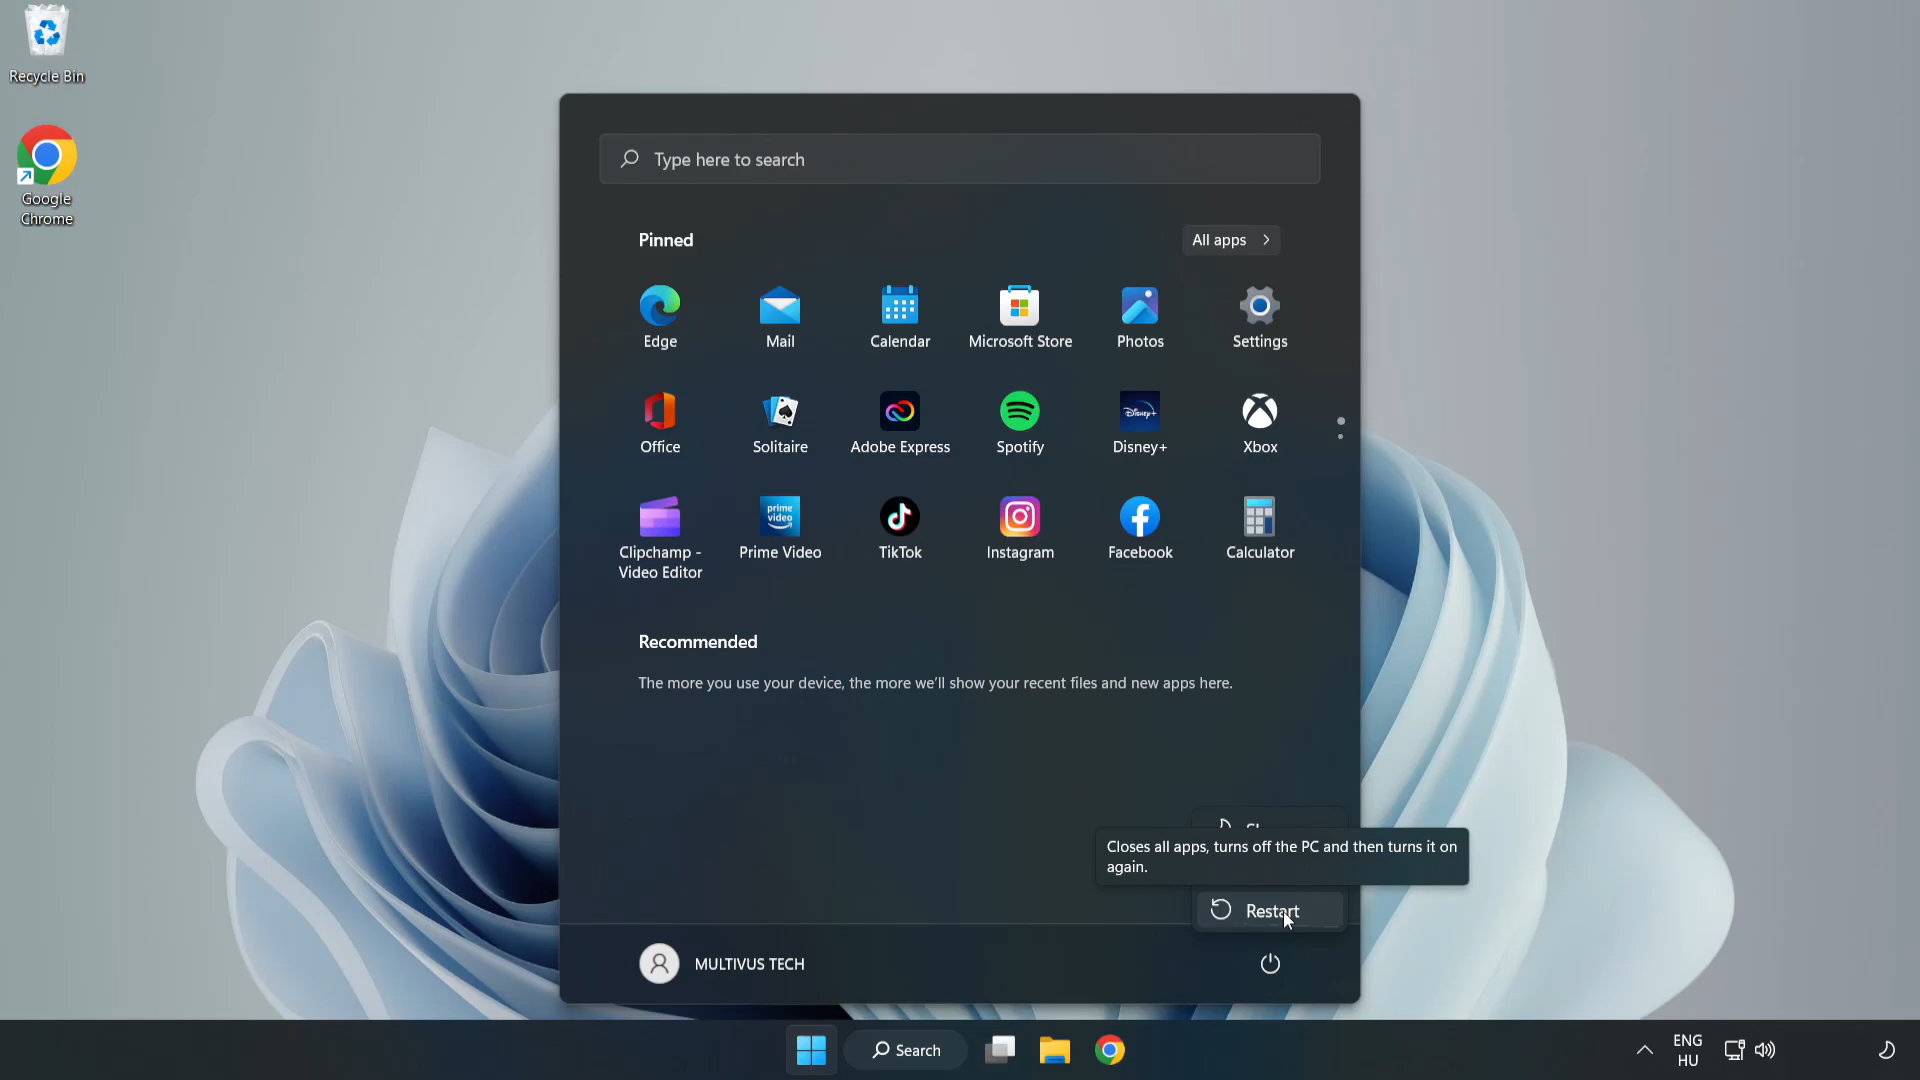 Recycle Bin
Google
Chrome
Type here to search
Pinned
All apps
Edge
Mail
Calendar
Microsoft Store
Photos
Settings
Office
Solitaire
Adobe Express
Spotify
Disney+
Xbox
Clipchamp -
Video Editor
prime
video
Prime Video
TikTok
Instagram
Facebook
Calculator
Disney+
Recommended
The more you use your device, the more we'll show your recent files and new apps here.
Closes all apps, turns off the PC and then turns it on
again.
Restart
MULTIVUS TECH
Search
ENG
HU